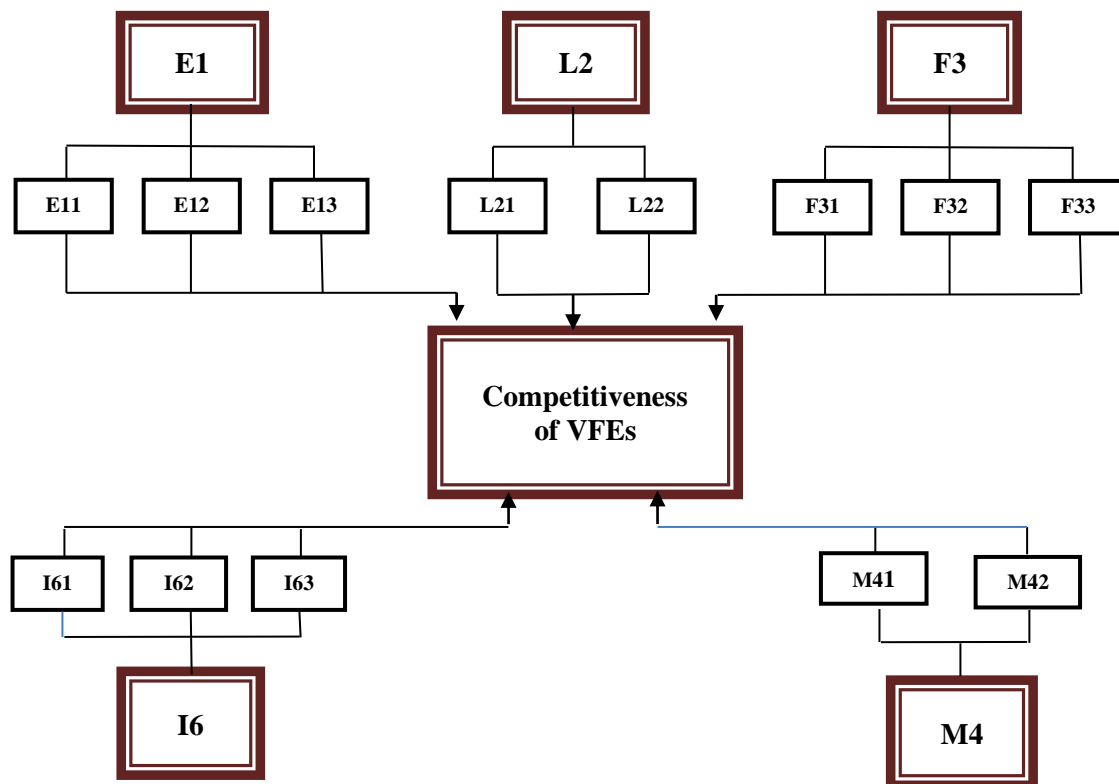 E1
L2
F3
E11
E12
E13
L21
L22
F31
F32
F33
Competitiveness
of VFEs
I61
I62
I63
M41
M42
I6
M4